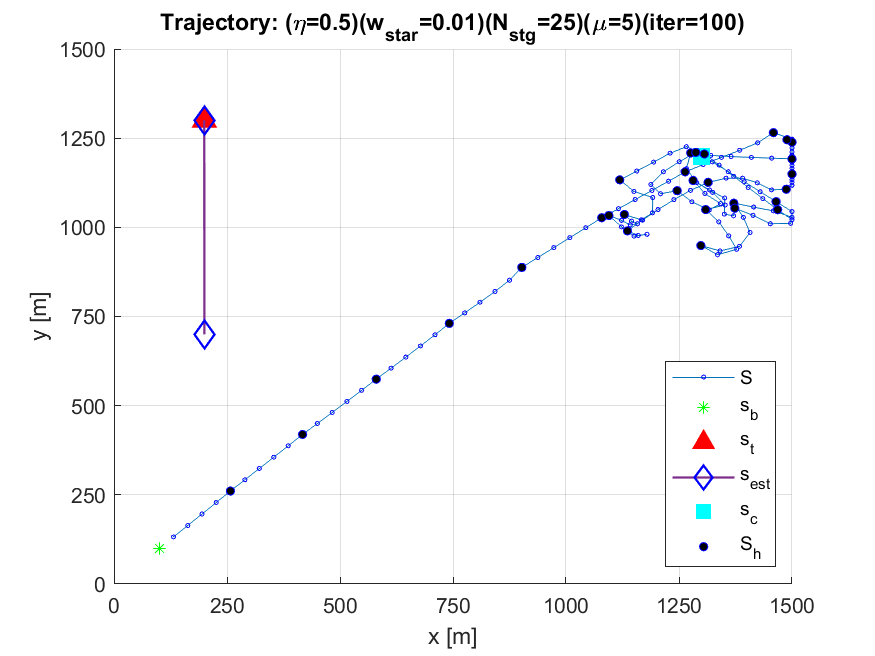 Trajectory: (η=0.5)(w_star=0.01)(N_stg=25)(μ=5)(iter=100)
1500
1250
1000
750
500
250
0
y [m]
S
s_b
s_t
s_est
s_c
S_h
0 250 500 750 1000 1250 1500
x [m]